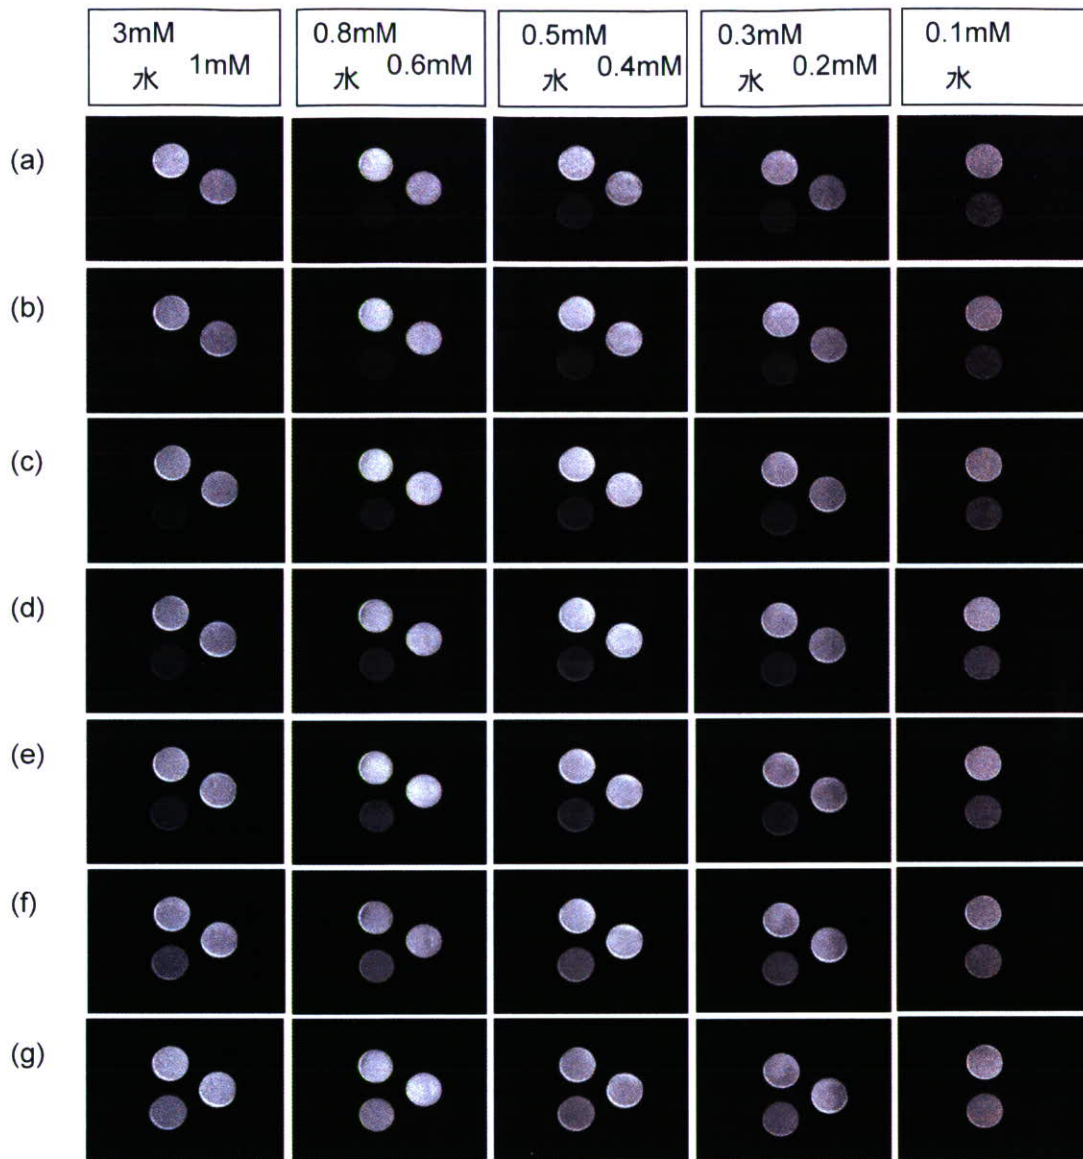 3mM
1mM
水
0.8mM
0.6mM
水
0.5mM
0.4mM
水
0.3mM
0.2mM
水
0.1mM
水
(a)
(b)
(c)
(d)
(e)
(f)
(g)